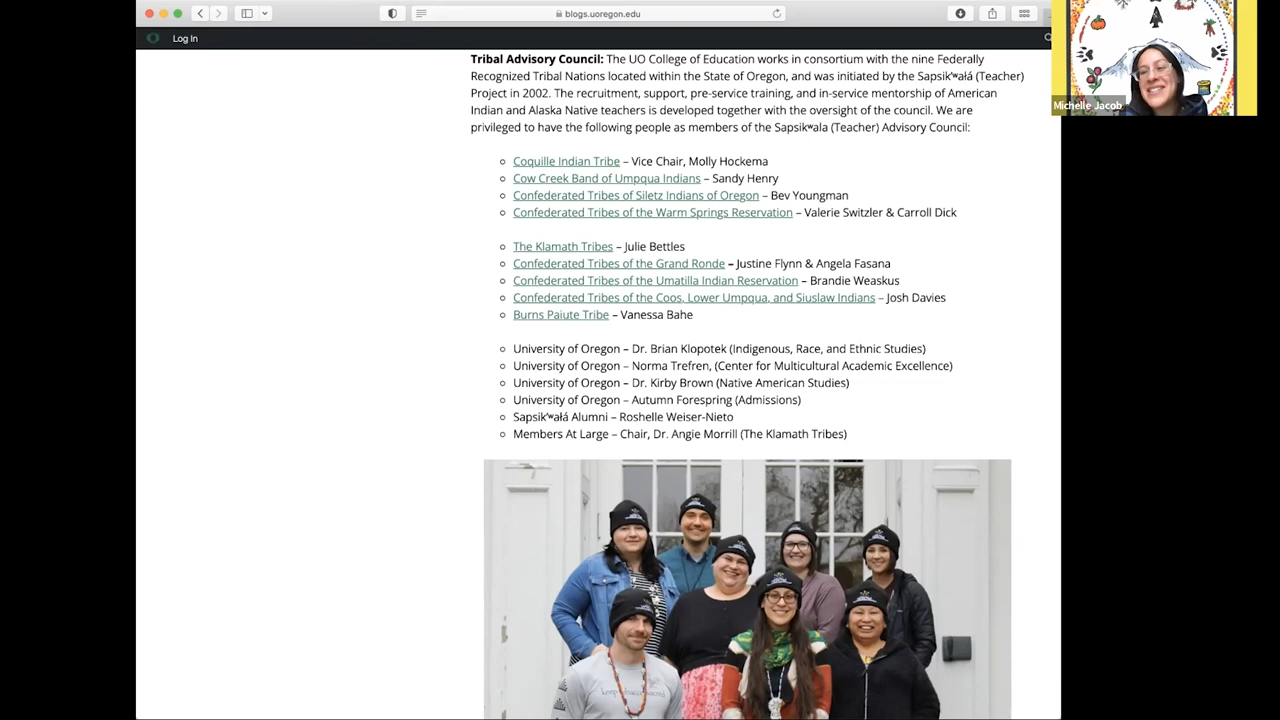 blogs.uoregon.edu
Log In
Michelle Jacob
Tribal Advisory Council: The UO College of Education works in consortium with the nine Federally
Recognized Tribal Nations located within the State of Oregon, and was initiated by the Sapsikʼʷałá (Teacher)
Project in 2002. The recruitment, support, pre-service training, and in-service mentorship of American
Indian and Alaska Native teachers is developed together with the oversight of the council. We are
privileged to have the following people as members of the Sapsikʷala (Teacher) Advisory Council:
Coquille Indian Tribe – Vice Chair, Molly Hockema
Cow Creek Band of Umpqua Indians – Sandy Henry
Confederated Tribes of Siletz Indians of Oregon – Bev Youngman
Confederated Tribes of the Warm Springs Reservation – Valerie Switzler & Carroll Dick
The Klamath Tribes – Julie Bettles
Confederated Tribes of the Grand Ronde – Justine Flynn & Angela Fasana
Confederated Tribes of the Umatilla Indian Reservation – Brandie Weaskus
Confederated Tribes of the Coos, Lower Umpqua, and Siuslaw Indians – Josh Davies
Burns Paiute Tribe – Vanessa Bahe
University of Oregon – Dr. Brian Klopotek (Indigenous, Race, and Ethnic Studies)
University of Oregon – Norma Trefren, (Center for Multicultural Academic Excellence)
University of Oregon – Dr. Kirby Brown (Native American Studies)
University of Oregon – Autumn Forespring (Admissions)
Sapsikʼʷałá Alumni – Roshelle Weiser-Nieto
Members At Large – Chair, Dr. Angie Morrill (The Klamath Tribes)